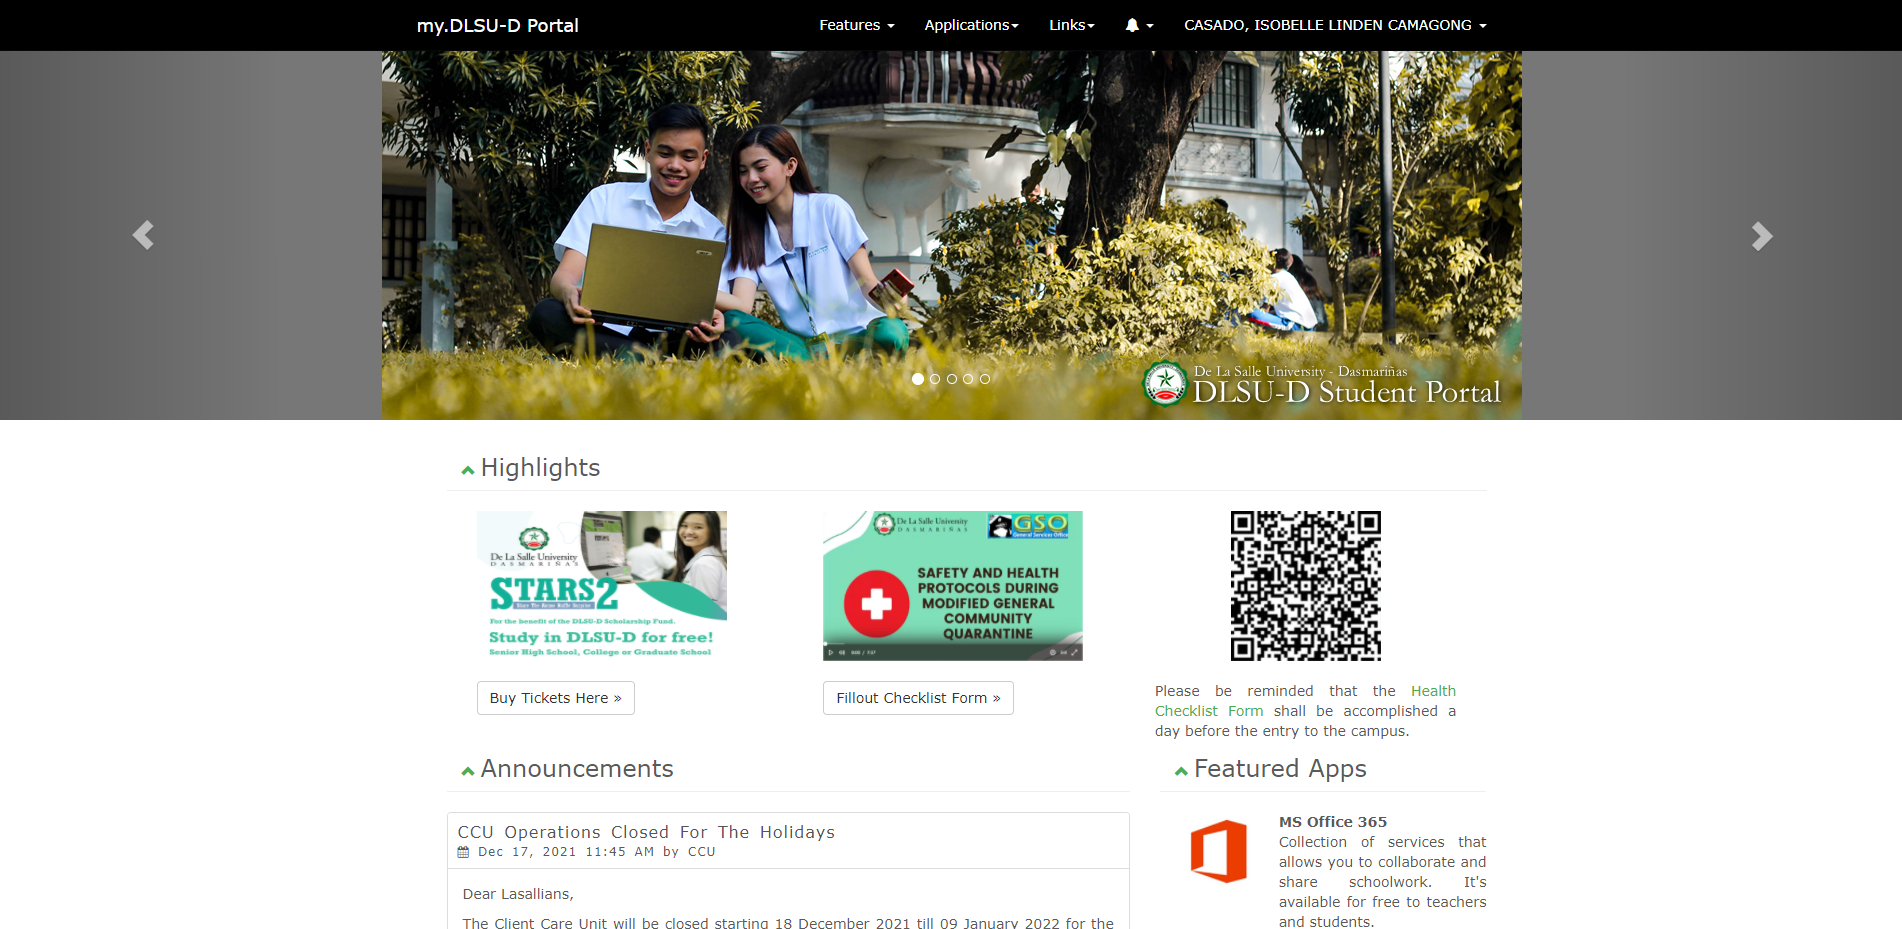 my.DLSU-D Portal
Features
Applications
Links
CASADO, ISOBELLE LINDEN CAMAGONG
De La Salle University - Dasmariñas
DLSU-D Student Portal
Highlights
De La Salle University
DASMARIÑAS
STARS2
For the benefit of the DLSU-D Scholarship Fund.
Study in DLSU-D for free!
Senior High School, College or Graduate School
Buy Tickets Here »
De La Salle University
DASMARIÑAS
GSO
General Services Office
SAFETY AND HEALTH
PROTOCOLS DURING
MODIFIED GENERAL
COMMUNITY
QUARANTINE
Fillout Checklist Form »
Please be reminded that the Health
Checklist Form shall be accomplished a
day before the entry to the campus.
Announcements
CCU Operations Closed For The Holidays
Dec 17, 2021 11:45 AM by CCU
Dear Lasallians,
The Client Care Unit will be closed starting 18 December 2021 till 09 January 2022 for the
Featured Apps
MS Office 365
Collection of services that
allows you to collaborate and
share schoolwork. It's
available for free to teachers
and students.